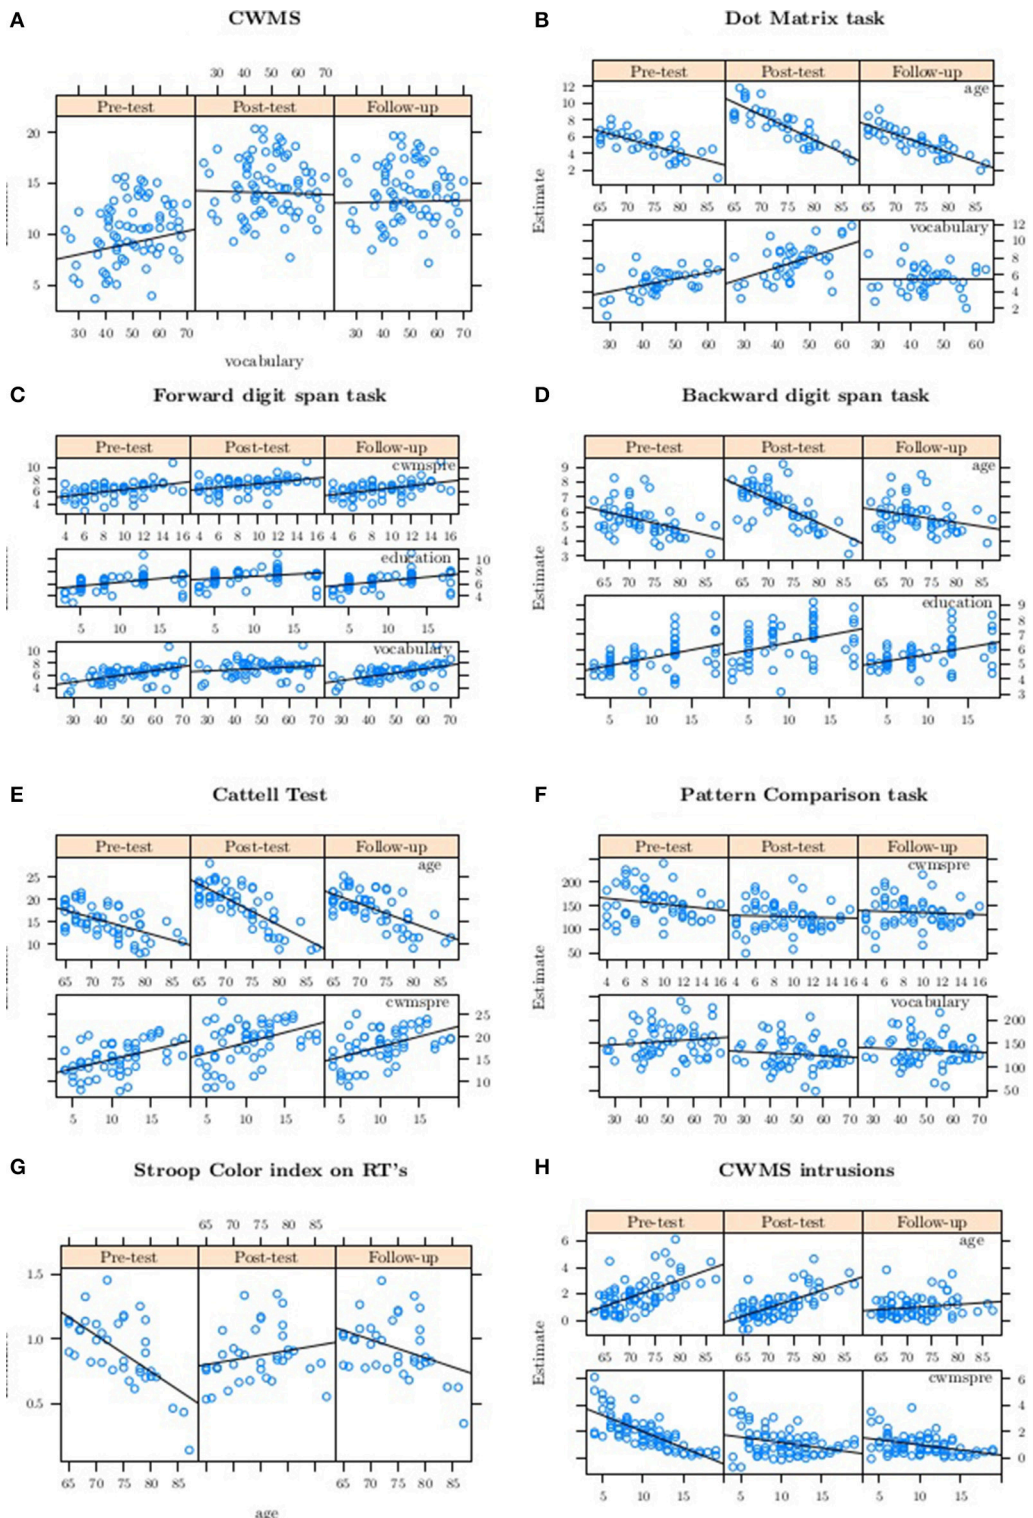 A
CWMS
30 40 50 60 70
Pre-test Post-test Follow-up
20
15
10
5
30 40 50 60 70 30 40 50 60 70
vocabulary
B
Dot Matrix task
Pre-test Post-test Follow-up
age
12
10
8
6
4
2
65 70 75 80 85 65 70 75 80 85 65 70 75 80 85
Estimate
vocabulary
12
10
8
6
4
2
30 40 50 60 30 40 50 60 30 40 50 60
C
Forward digit span task
Pre-test Post-test Follow-up
cwmspre
10
8
6
4
4 6 8 10 12 14 16 4 6 8 10 12 14 16 4 6 8 10 12 14 16
education
10
8
6
4
5 10 15 5 10 15 5 10 15
vocabulary
10
8
6
4
30 40 50 60 70 30 40 50 60 70 30 40 50 60 70
D
Backward digit span task
Pre-test Post-test Follow-up
age
9
8
7
6
5
4
3
65 70 75 80 85 65 70 75 80 85 65 70 75 80 85
Estimate
education
9
8
7
6
5
4
3
5 10 15 5 10 15 5 10 15
E
Cattell Test
Pre-test Post-test Follow-up
age
25
20
15
10
65 70 75 80 85 65 70 75 80 85 65 70 75 80 85
cwmspre
25
20
15
10
5 10 15 5 10 15 5 10 15
F
Pattern Comparison task
Pre-test Post-test Follow-up
cwmspre
200
150
100
50
4 6 8 10 12 14 16 4 6 8 10 12 14 16 4 6 8 10 12 14 16
Estimate
vocabulary
200
150
100
50
30 40 50 60 70 30 40 50 60 70 30 40 50 60 70
G
Stroop Color index on RT's
65 70 75 80 85
Pre-test Post-test Follow-up
1.5
1.0
0.5
65 70 75 80 85 65 70 75 80 85
age
H
CWMS intrusions
Pre-test Post-test Follow-up
age
6
4
2
0
65 70 75 80 85 65 70 75 80 85 65 70 75 80 85
Estimate
cwmspre
6
4
2
0
5 10 15 5 10 15 5 10 15